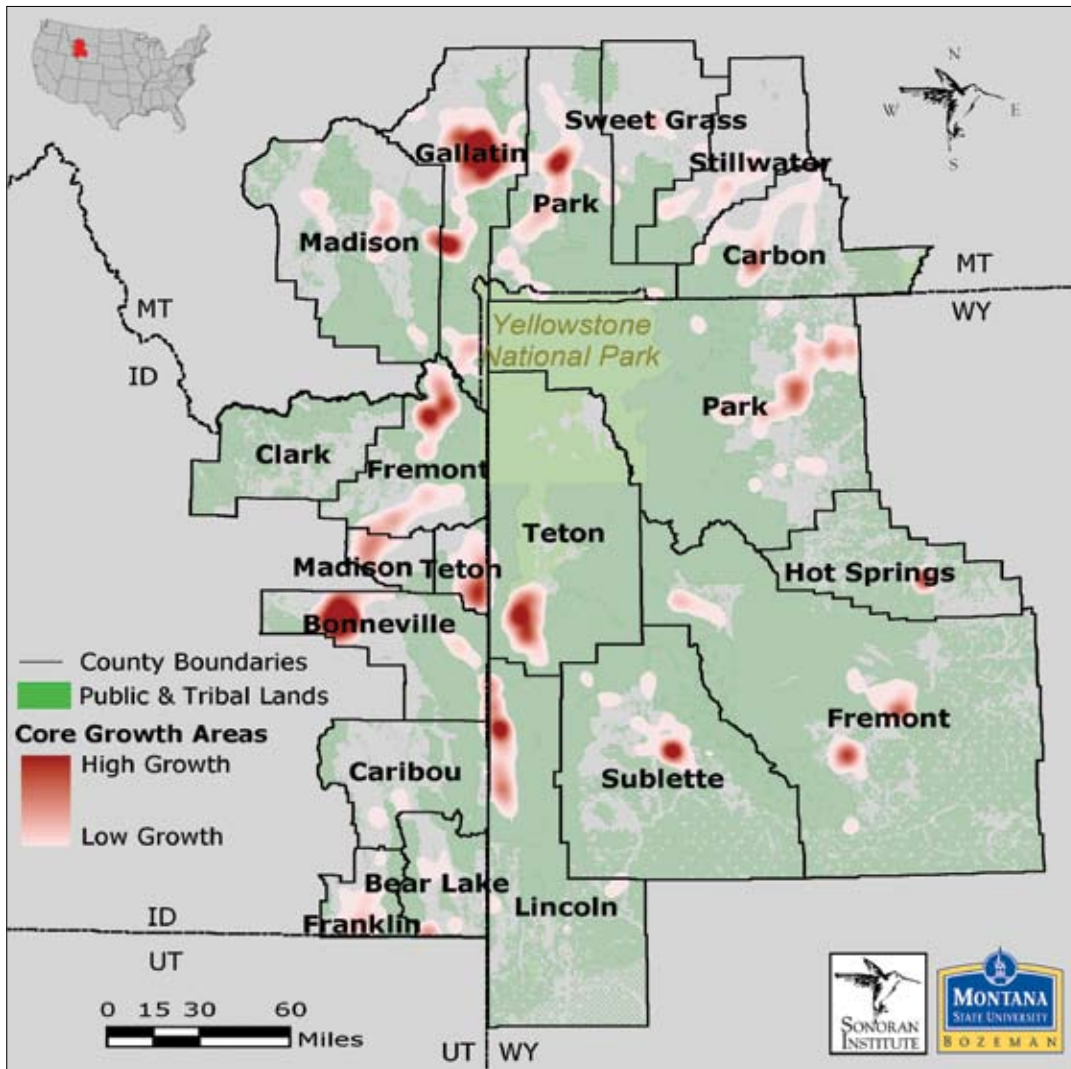 N
W E
S
Sweet Grass
Gallatin
Stillwater
Park
Madison
Carbon
MT
WY
MT
ID
Yellowstone
National Park
Park
Clark
Fremont
Teton
Madison
Teton
Hot Springs
Bonneville
County Boundaries
Public & Tribal Lands
Core Growth Areas
High Growth
Low Growth
Fremont
Caribou
Sublette
Bear Lake
Lincoln
Franklin
ID
UT
0 15 30 60
Miles
UT WY
SONORAN
INSTITUTE
MONTANA
STATE UNIVERSITY
BOZEMAN